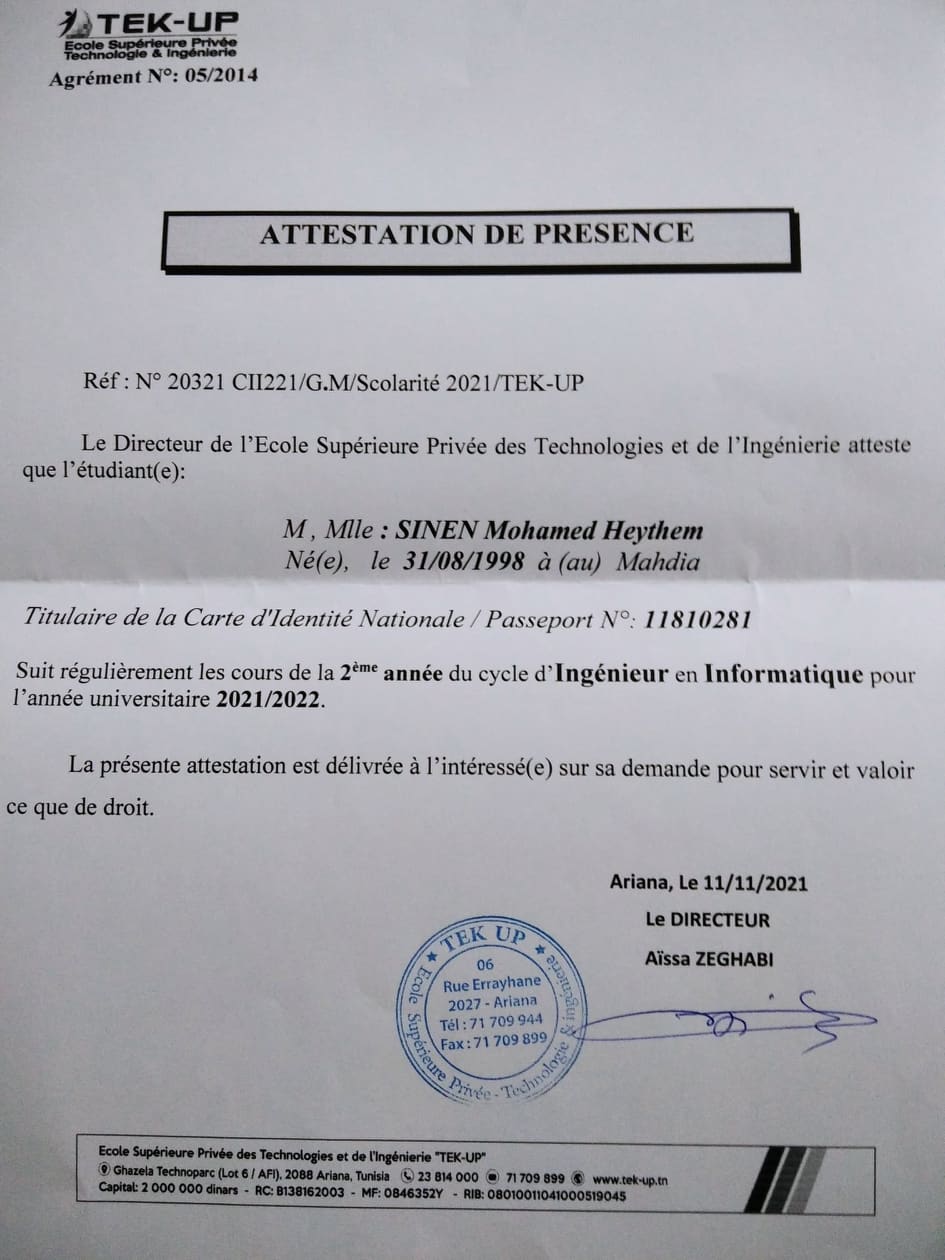 TEK-UP
Ecole Supérieure Privée
Technologie & Ingénierie
Agrément N°: 05/2014
ATTESTATION DE PRESENCE
Réf : N° 20321 CII221/G.M/Scolarité 2021/TEK-UP
Le Directeur de l'Ecole Supérieure Privée des Technologies et de l'Ingénierie atteste
que l'étudiant(e):
M , Mlle : SINEN Mohamed Heythem
Né(e), le 31/08/1998 à (au) Mahdia
Titulaire de la Carte d'Identité Nationale / Passeport N°: 11810281
Suit régulièrement les cours de la 2ème année du cycle d'Ingénieur en Informatique pour
l'année universitaire 2021/2022.
La présente attestation est délivrée à l'intéressé(e) sur sa demande pour servir et valoir
ce que de droit.
Ariana, Le 11/11/2021
Le DIRECTEUR
Aïssa ZEGHABI
★ TEK UP ★
Ecole Supérieure Privée - Technologie & ingénierie
06
Rue Errayhane
2027 - Ariana
Tél : 71 709 944
Fax : 71 709 899
Ecole Supérieure Privée des Technologies et de l'Ingénierie "TEK-UP"
Ghazela Technoparc (Lot 6 / AFI), 2088 Ariana, Tunisia 23 814 000 71 709 899 www.tek-up.tn
Capital: 2 000 000 dinars - RC: B138162003 - MF: 0846352Y - RIB: 08010011041000519045